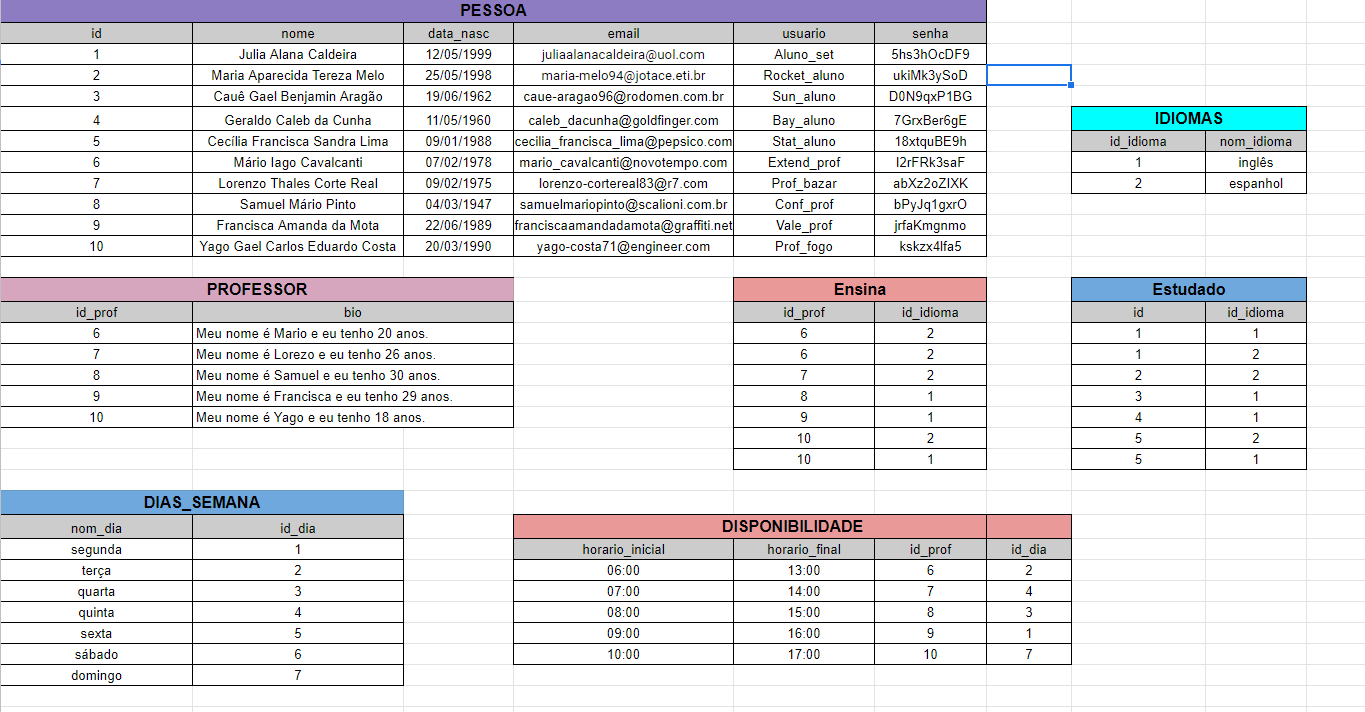 PESSOA
id nome data_nasc email usuario senha
1 Julia Alana Caldeira 12/05/1999 juliaalanacaldeira@uol.com Aluno_set 5hs3hOcDF9
2 Maria Aparecida Tereza Melo 25/05/1998 maria-melo94@jotace.eti.br Rocket_aluno ukiMk3ySoD
3 Cauê Gael Benjamin Aragão 19/06/1962 caue-aragao96@rodomen.com.br Sun_aluno D0N9qxP1BG
4 Geraldo Caleb da Cunha 11/05/1960 caleb_dacunha@goldfinger.com Bay_aluno 7GrxBer6gE
5 Cecília Francisca Sandra Lima 09/01/1988 cecilia_francisca_lima@pepsico.com Stat_aluno 18xtquBE9h
6 Mário Iago Cavalcanti 07/02/1978 mario_cavalcanti@novotempo.com Extend_prof I2rFRk3saF
7 Lorenzo Thales Corte Real 09/02/1975 lorenzo-cortereal83@r7.com Prof_bazar abXz2oZIXK
8 Samuel Mário Pinto 04/03/1947 samuelmariopinto@scalioni.com.br Conf_prof bPyJq1gxrO
9 Francisca Amanda da Mota 22/06/1989 franciscaamandadamota@graffiti.net Vale_prof jrfaKmgnmo
10 Yago Gael Carlos Eduardo Costa 20/03/1990 yago-costa71@engineer.com Prof_fogo kskzx4lfa5
IDIOMAS
id_idioma nom_idioma
1 inglês
2 espanhol
PROFESSOR
id_prof bio
6 Meu nome é Mario e eu tenho 20 anos.
7 Meu nome é Lorezo e eu tenho 26 anos.
8 Meu nome é Samuel e eu tenho 30 anos.
9 Meu nome é Francisca e eu tenho 29 anos.
10 Meu nome é Yago e eu tenho 18 anos.
Ensina
id_prof id_idioma
6 2
6 2
7 2
8 1
9 1
10 2
10 1
Estudado
id id_idioma
1 1
1 2
2 2
3 1
4 1
5 2
5 1
DIAS_SEMANA
nom_dia id_dia
segunda 1
terça 2
quarta 3
quinta 4
sexta 5
sábado 6
domingo 7
DISPONIBILIDADE
horario_inicial horario_final id_prof id_dia
06:00 13:00 6 2
07:00 14:00 7 4
08:00 15:00 8 3
09:00 16:00 9 1
10:00 17:00 10 7